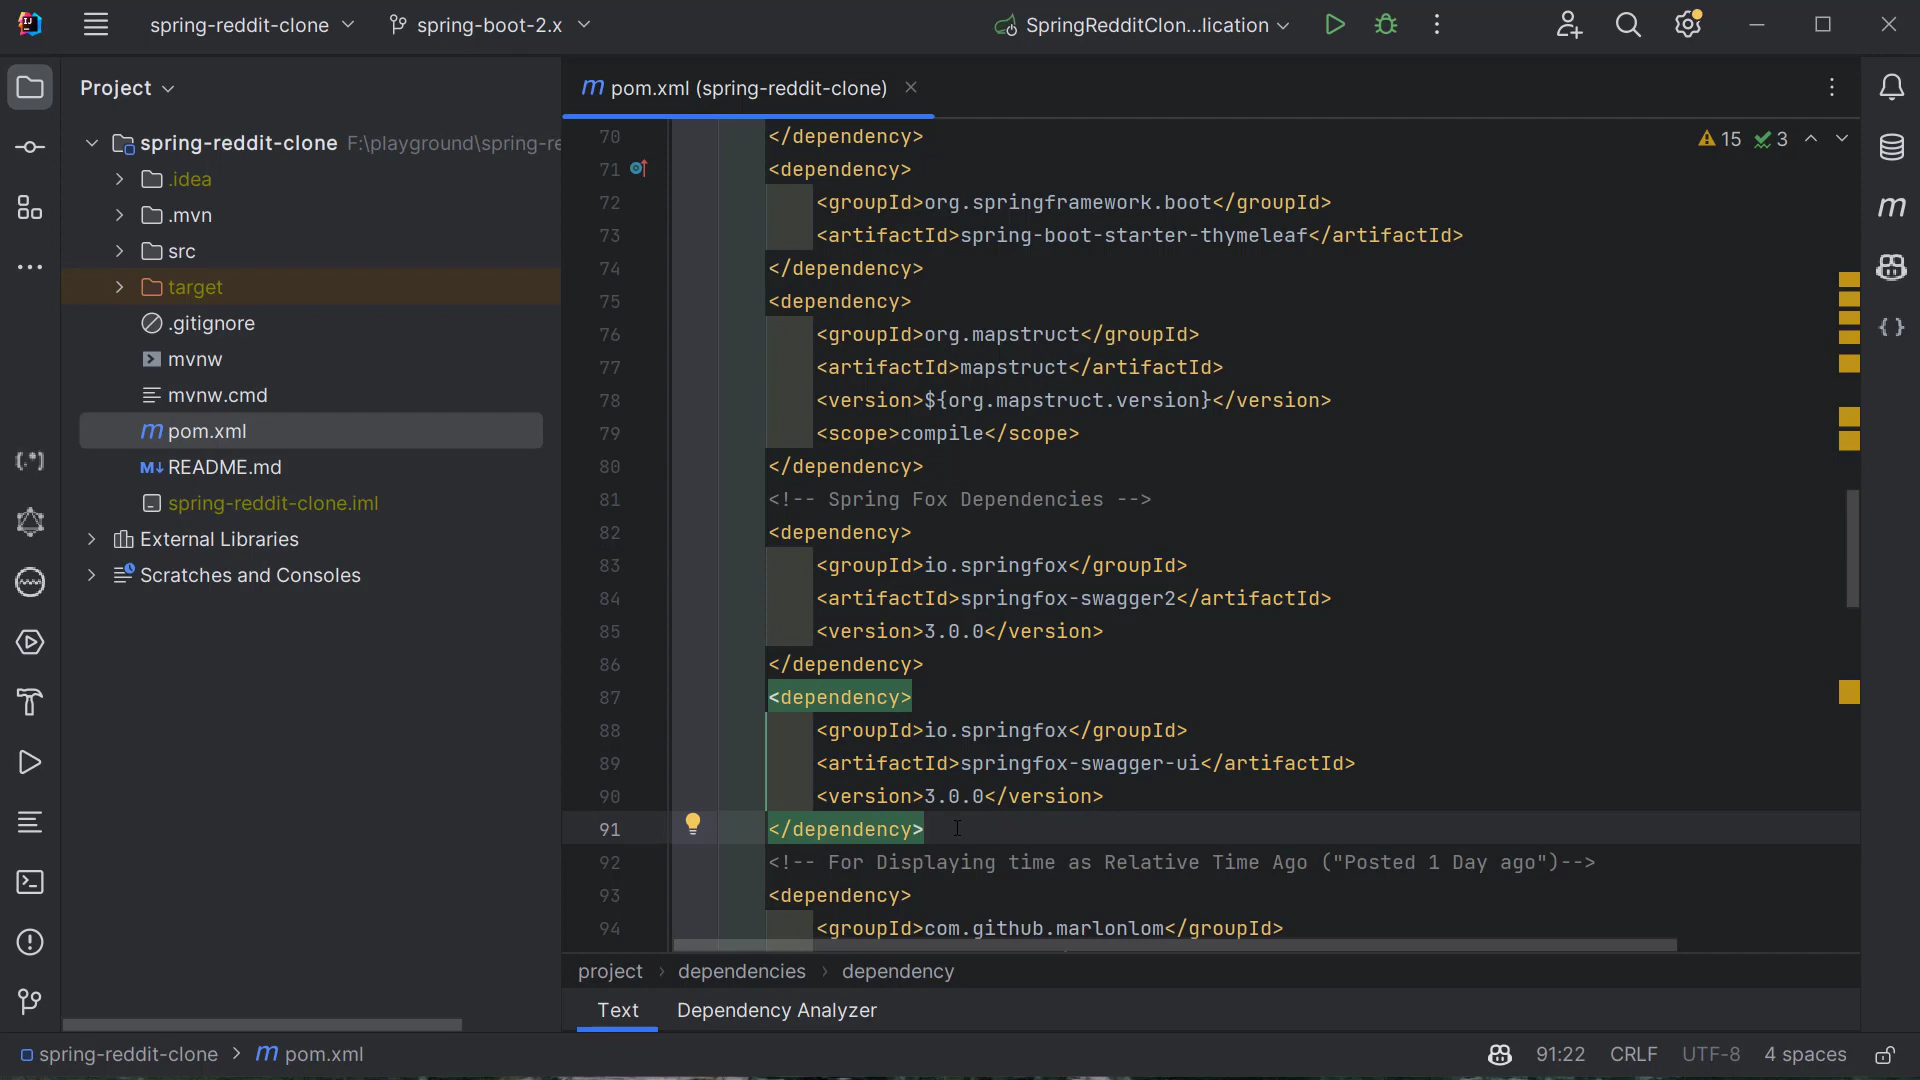 spring-reddit-clone
spring-boot-2.x
SpringRedditClon...lication
Project
pom.xml (spring-reddit-clone)
spring-reddit-clone F:\playground\spring-re
.idea
.mvn
src
target
.gitignore
mvnw
mvnw.cmd
pom.xml
README.md
spring-reddit-clone.iml
External Libraries
Scratches and Consoles
15 3
70 </dependency>
71 <dependency>
72 <groupId>org.springframework.boot</groupId>
73 <artifactId>spring-boot-starter-thymeleaf</artifactId>
74 </dependency>
75 <dependency>
76 <groupId>org.mapstruct</groupId>
77 <artifactId>mapstruct</artifactId>
78 <version>${org.mapstruct.version}</version>
79 <scope>compile</scope>
80 </dependency>
81 <!-- Spring Fox Dependencies -->
82 <dependency>
83 <groupId>io.springfox</groupId>
84 <artifactId>springfox-swagger2</artifactId>
85 <version>3.0.0</version>
86 </dependency>
87 <dependency>
88 <groupId>io.springfox</groupId>
89 <artifactId>springfox-swagger-ui</artifactId>
90 <version>3.0.0</version>
91 </dependency>
92 <!-- For Displaying time as Relative Time Ago ("Posted 1 Day ago")-->
93 <dependency>
94 <groupId>com.github.marlonlom</groupId>
project > dependencies > dependency
Text Dependency Analyzer
spring-reddit-clone > pom.xml
91:22 CRLF UTF-8 4 spaces